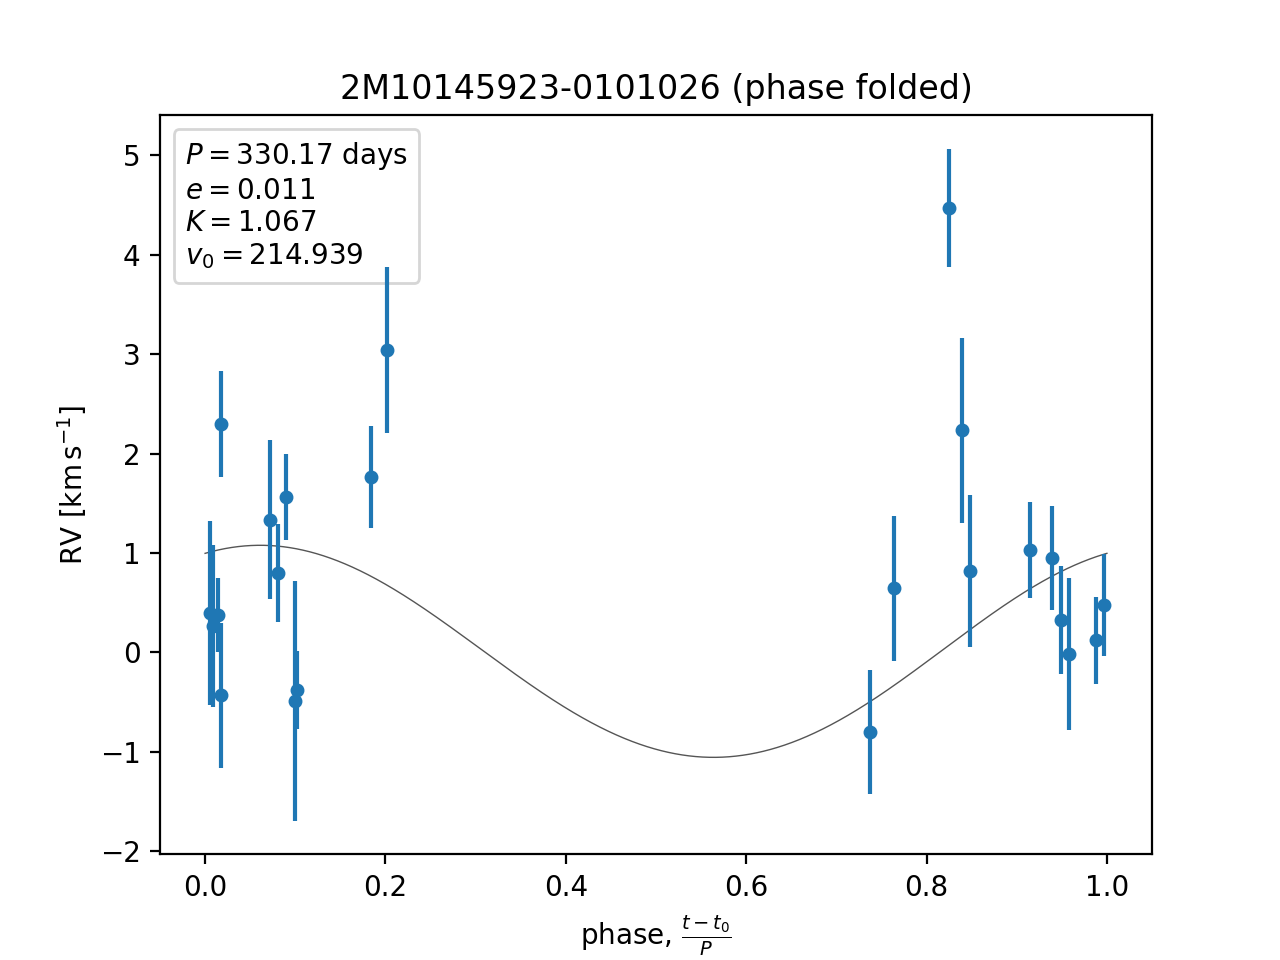 2M10145923-0101026 (phase folded)
P = 330.17 days
e = 0.011
K = 1.067
v₀ = 214.939
5
4
3
2
1
0
−1
−2
RV [km s⁻¹]
0.0 0.2 0.4 0.6 0.8 1.0
phase, (t − t₀)/P